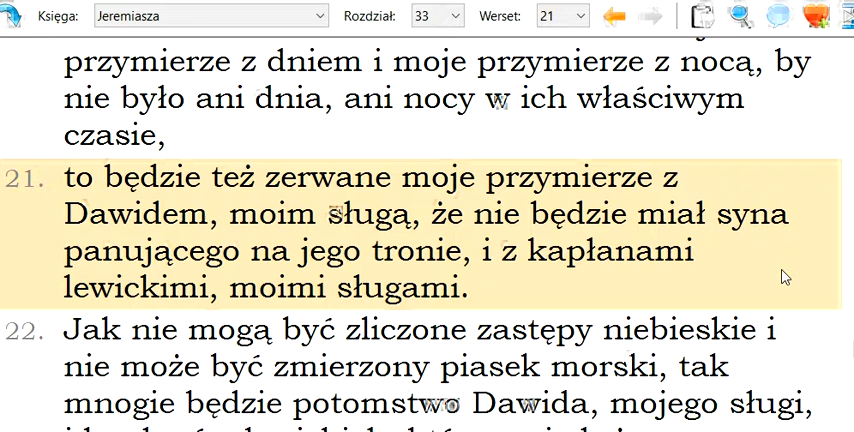 Księga: Jeremiasza Rozdział: 33 Werset: 21
przymierze z dniem i moje przymierze z nocą, by
nie było ani dnia, ani nocy w ich właściwym
czasie,
21. to będzie też zerwane moje przymierze z
Dawidem, moim sługą, że nie będzie miał syna
panującego na jego tronie, i z kapłanami
lewickimi, moimi sługami.
22. Jak nie mogą być zliczone zastępy niebieskie i
nie może być zmierzony piasek morski, tak
mnogie będzie potomstwo Dawida, mojego sługi,